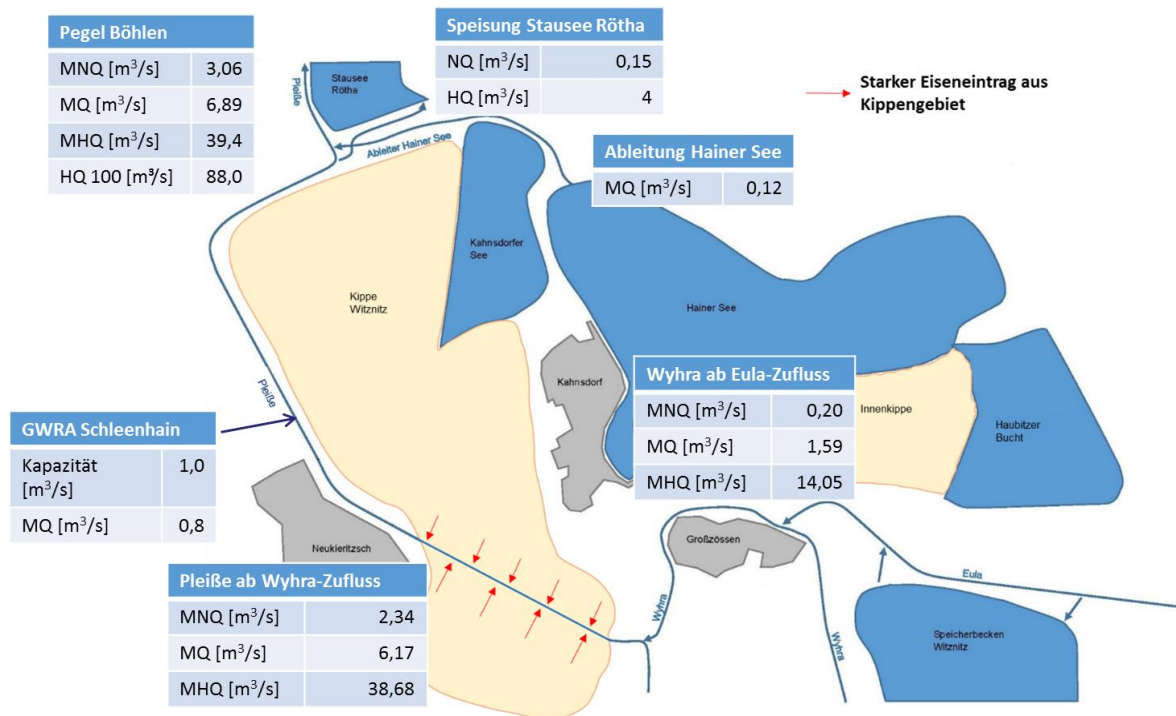 Pegel Böhlen
MNQ [m³/s] 3,06
MQ [m³/s] 6,89
MHQ [m³/s] 39,4
HQ 100 [m³/s] 88,0
Speisung Stausee Rötha
NQ [m³/s] 0,15
HQ [m³/s] 4
Starker Eiseneintrag aus
Kippengebiet
Pleiße
Stausee
Rötha
Ableiter Hainer See
Ableitung Hainer See
MQ [m³/s] 0,12
Kahnsdorfer
See
Kippe
Witznitz
Hainer See
Pleiße
Kahnsdorf
Wyhra ab Eula-Zufluss
MNQ [m³/s] 0,20
MQ [m³/s] 1,59
MHQ [m³/s] 14,05
Innenkippe
Haubitzer
Bucht
GWRA Schleenhain
Kapazität
[m³/s] 1,0
MQ [m³/s] 0,8
Neukieritzsch
Großzössen
Pleiße ab Wyhra-Zufluss
MNQ [m³/s] 2,34
MQ [m³/s] 6,17
MHQ [m³/s] 38,68
Wyhra
Wyhra
Eula
Speicherbecken
Witznitz